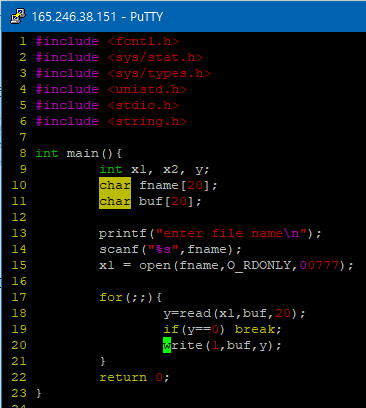 165.246.38.151 - PuTTY
1 #include <fcntl.h>
2 #include <sys/stat.h>
3 #include <sys/types.h>
4 #include <unistd.h>
5 #include <stdio.h>
6 #include <string.h>
7
8 int main(){
9 int x1, x2, y;
10 char fname[20];
11 char buf[20];
12
13 printf("enter file name\n");
14 scanf("%s",fname);
15 x1 = open(fname,O_RDONLY,00777);
16
17 for(;;){
18 y=read(x1,buf,20);
19 if(y==0) break;
20 write(1,buf,y);
21 }
22 return 0;
23 }
24